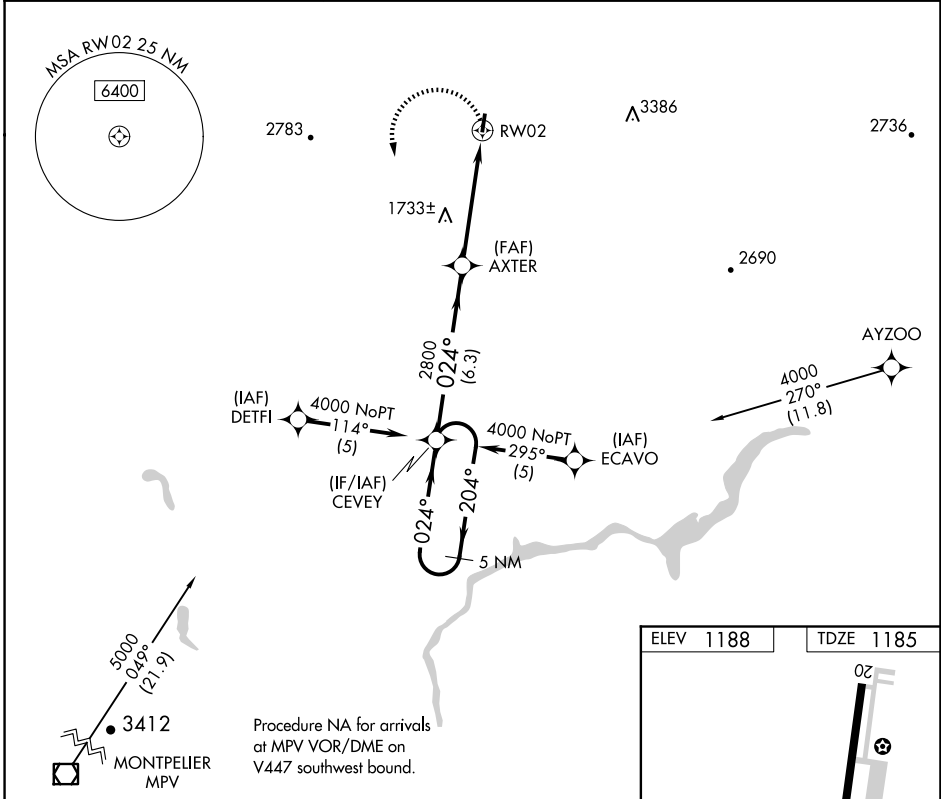 MSA RW02 25 NM
6400
2783
RW02
3386
2736
1733±
(FAF)
AXTER
2690
AYZOO
2800
024°
(6.3)
4000
270°
(11.8)
(IAF)
DETFI
4000 NoPT
114°
(5)
4000 NoPT
295°
(5)
(IAF)
ECAVO
(IF/IAF)
CEVEY
024°
204°
5 NM
5000
049°
(21.9)
3412
MONTPELIER
MPV
Procedure NA for arrivals
at MPV VOR/DME on
V447 southwest bound.
ELEV 1188
TDZE 1185
20